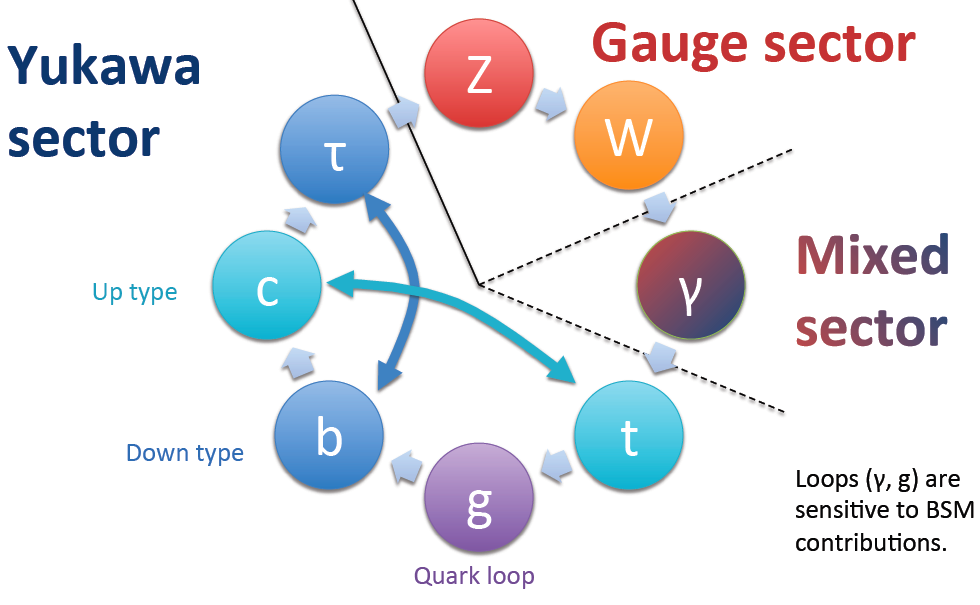 Yukawa
sector
Gauge sector
Z
W
τ
Mixed
sector
γ
c
Up type
t
b
Down type
g
Quark loop
Loops (γ, g) are
sensitive to BSM
contributions.